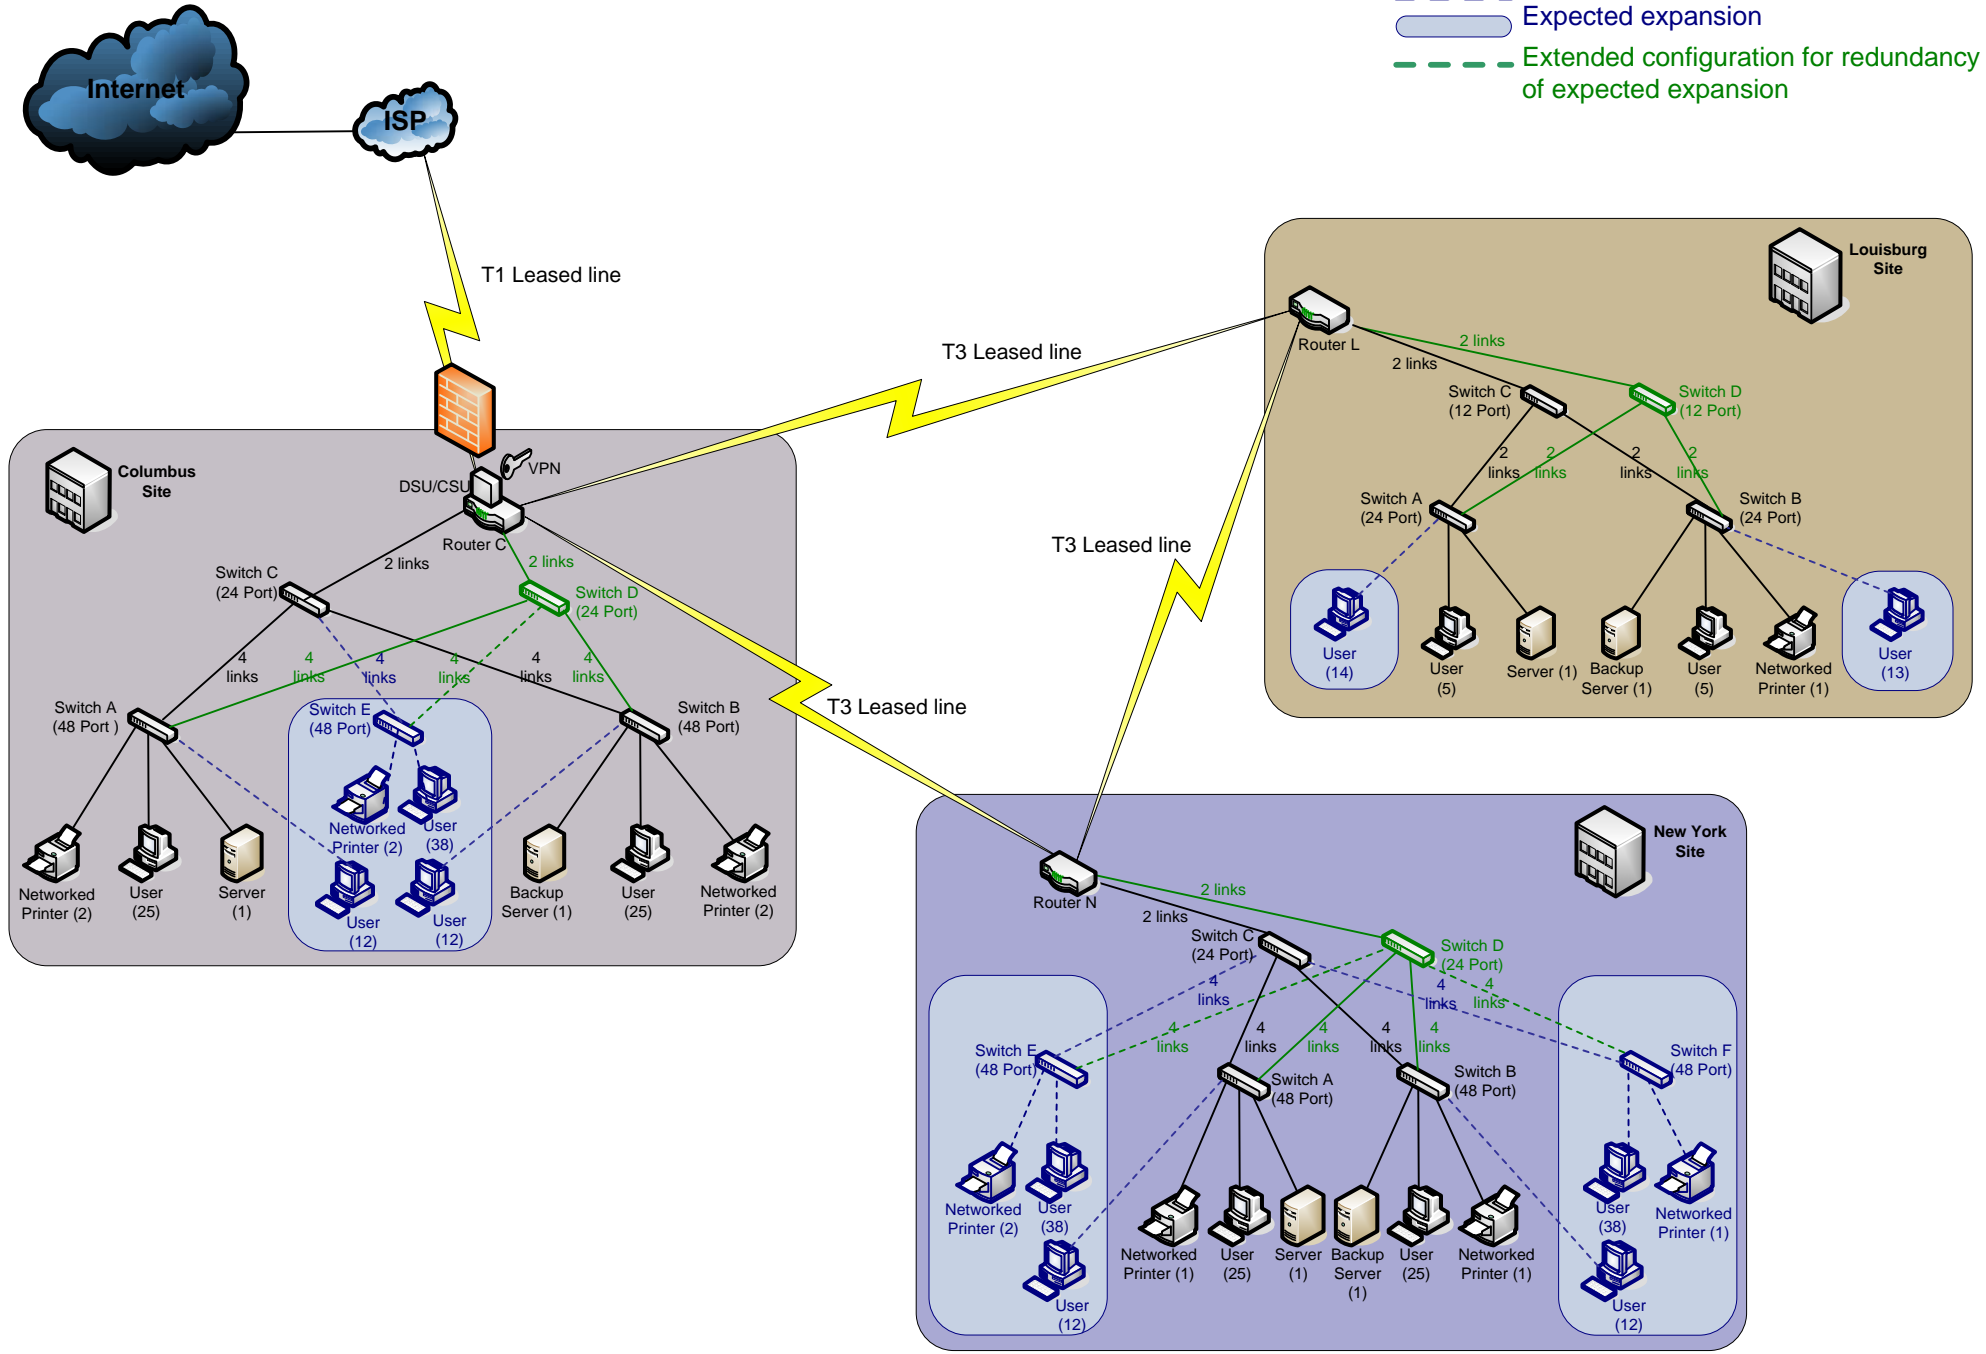 Expected expansion
Extended configuration for redundancy
of expected expansion
Internet
ISP
T1 Leased line
T3 Leased line
T3 Leased line
T3 Leased line
Columbus
Site
VPN
DSU/CSU
Router C
2 links
2 links
Switch C
(24 Port)
Switch D
(24 Port)
4
links
4
links
4
links
4
links
4
links
4
links
Switch A
(48 Port )
Switch E
(48 Port)
Switch B
(48 Port)
Networked
Printer (2)
User
(38)
Networked
Printer (2)
User
(25)
Server
(1)
User
(12)
User
(12)
Backup
Server (1)
User
(25)
Networked
Printer (2)
Louisburg
Site
Router L
2 links
2 links
Switch C
(12 Port)
Switch D
(12 Port)
2
links
2
links
2
links
2
links
Switch A
(24 Port)
Switch B
(24 Port)
User
(14)
User
(5)
Server (1)
Backup
Server (1)
User
(5)
Networked
Printer (1)
User
(13)
New York
Site
Router N
2 links
2 links
Switch C
(24 Port)
Switch D
(24 Port)
4
links
4
links
4
links
4
links
4
links
4
links
4
links
4
links
Switch E
(48 Port)
Switch A
(48 Port)
Switch B
(48 Port)
Switch F
(48 Port)
Networked
Printer (2)
User
(38)
User
(12)
Networked
Printer (1)
User
(25)
Server
(1)
Backup
Server
(1)
User
(25)
Networked
Printer (1)
User
(38)
Networked
Printer (1)
User
(12)